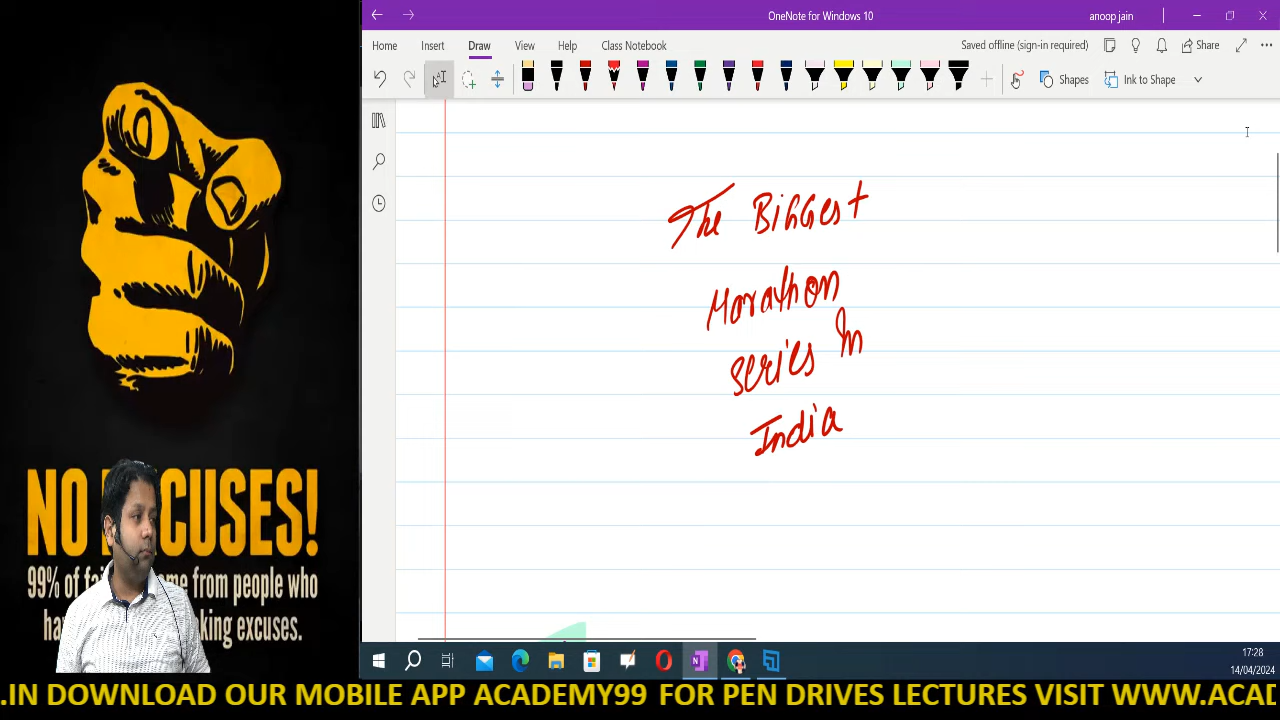 OneNote for Windows 10
anoop jain
Home Insert Draw View Help Class Notebook
Saved offline (sign-in required)
Share
Shapes
Ink to Shape
The Biggest
Marathon
series In
India
NO EXCUSES!
99% of fai ome from people who
ha king excuses.
17:28
14/04/2024
.IN DOWNLOAD OUR MOBILE APP ACADEMY99 FOR PEN DRIVES LECTURES VISIT WWW.ACAD